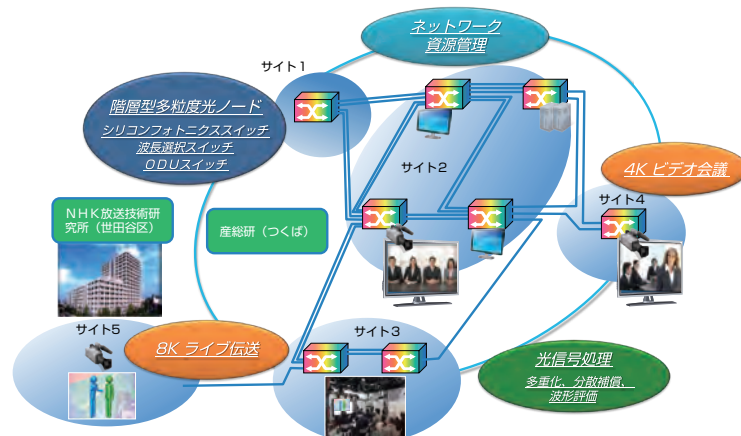 ネットワーク
資源管理
サイト1
階層型多粒度光ノード
シリコンフォトニクススイッチ
波長選択スイッチ
ODUスイッチ
サイト2
4K ビデオ会議
サイト4
NHK放送技術研
究所（世田谷区）
産総研（つくば）
サイト5
8K ライブ伝送
サイト3
光信号処理
多重化、分散補償、
波形評価